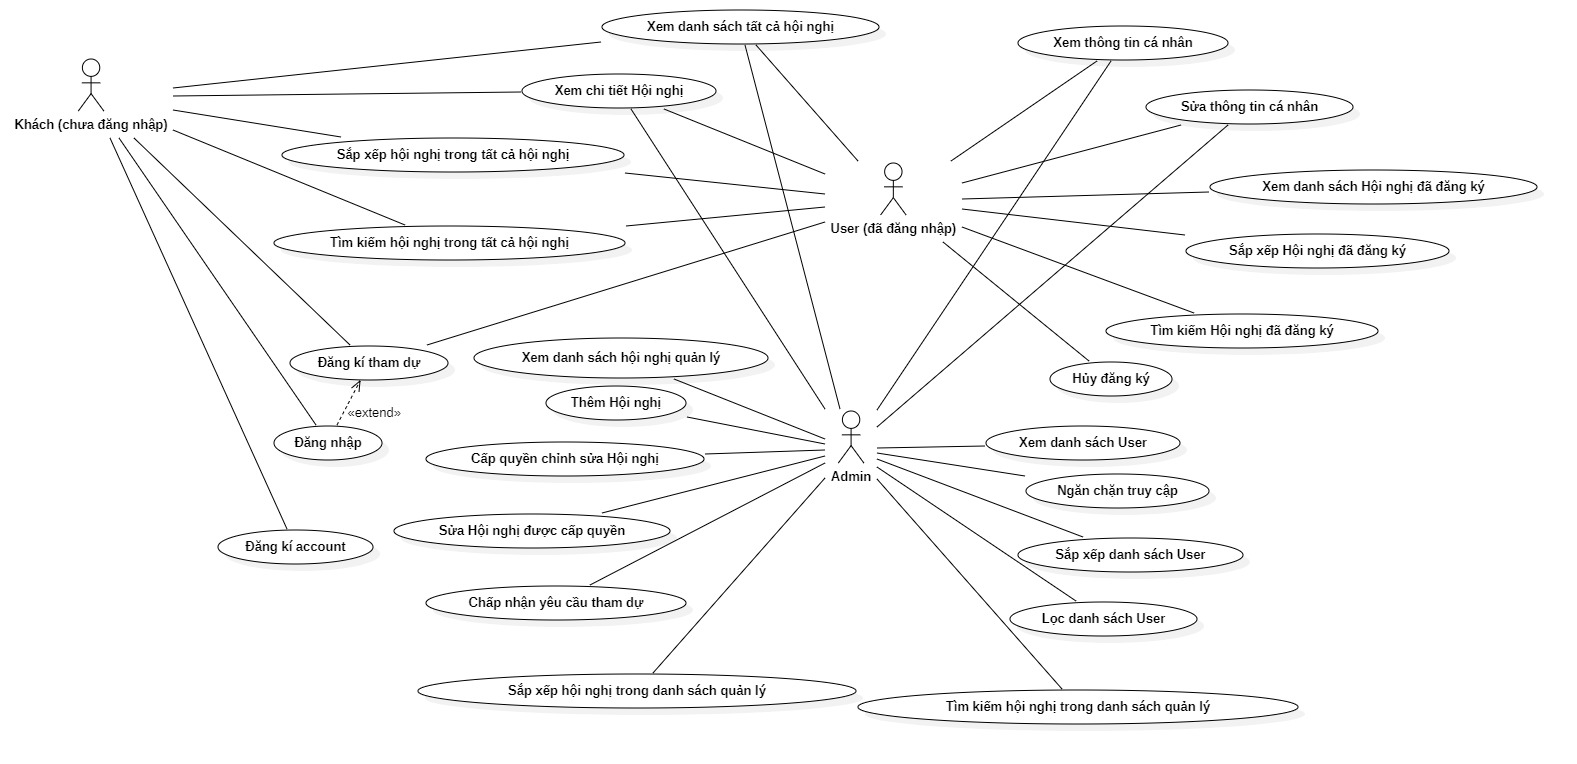 Xem danh sách tất cả hội nghị
Xem thông tin cá nhân
Xem chi tiết Hội nghị
Sửa thông tin cá nhân
Khách (chưa đăng nhập)
Sắp xếp hội nghị trong tất cả hội nghị
Xem danh sách Hội nghị đã đăng ký
User (đã đăng nhập)
Tìm kiếm hội nghị trong tất cả hội nghị
Sắp xếp Hội nghị đã đăng ký
Tìm kiếm Hội nghị đã đăng ký
Đăng kí tham dự
Xem danh sách hội nghị quản lý
Hủy đăng ký
Thêm Hội nghị
«extend»
Đăng nhập
Xem danh sách User
Cấp quyền chỉnh sửa Hội nghị
Admin
Ngăn chặn truy cập
Sửa Hội nghị được cấp quyền
Đăng kí account
Sắp xếp danh sách User
Chấp nhận yêu cầu tham dự
Lọc danh sách User
Sắp xếp hội nghị trong danh sách quản lý
Tìm kiếm hội nghị trong danh sách quản lý